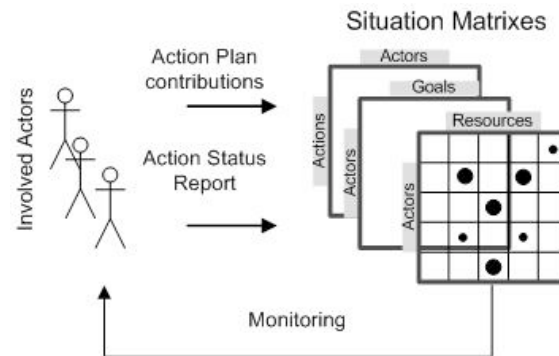 Situation Matrixes
Action Plan
contributions
Actors
Goals
Resources
Involved Actors
Action Status
Report
Actions
Actors
Actors
Monitoring